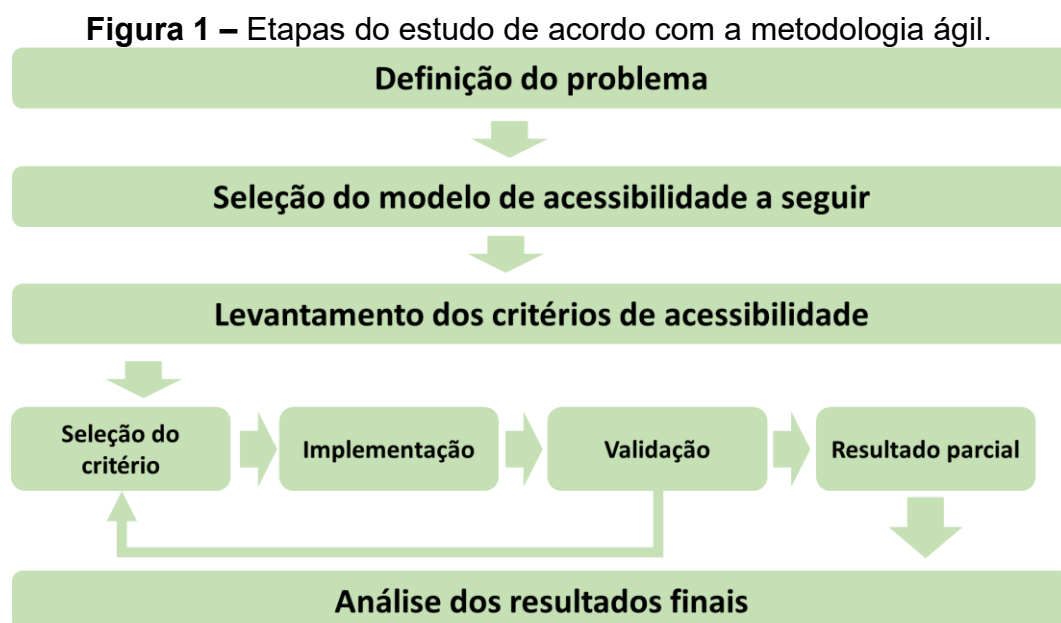 Figura 1 – Etapas do estudo de acordo com a metodologia ágil.
Definição do problema
Seleção do modelo de acessibilidade a seguir
Levantamento dos critérios de acessibilidade
Seleção do
critério
Implementação
Validação
Resultado parcial
Análise dos resultados finais